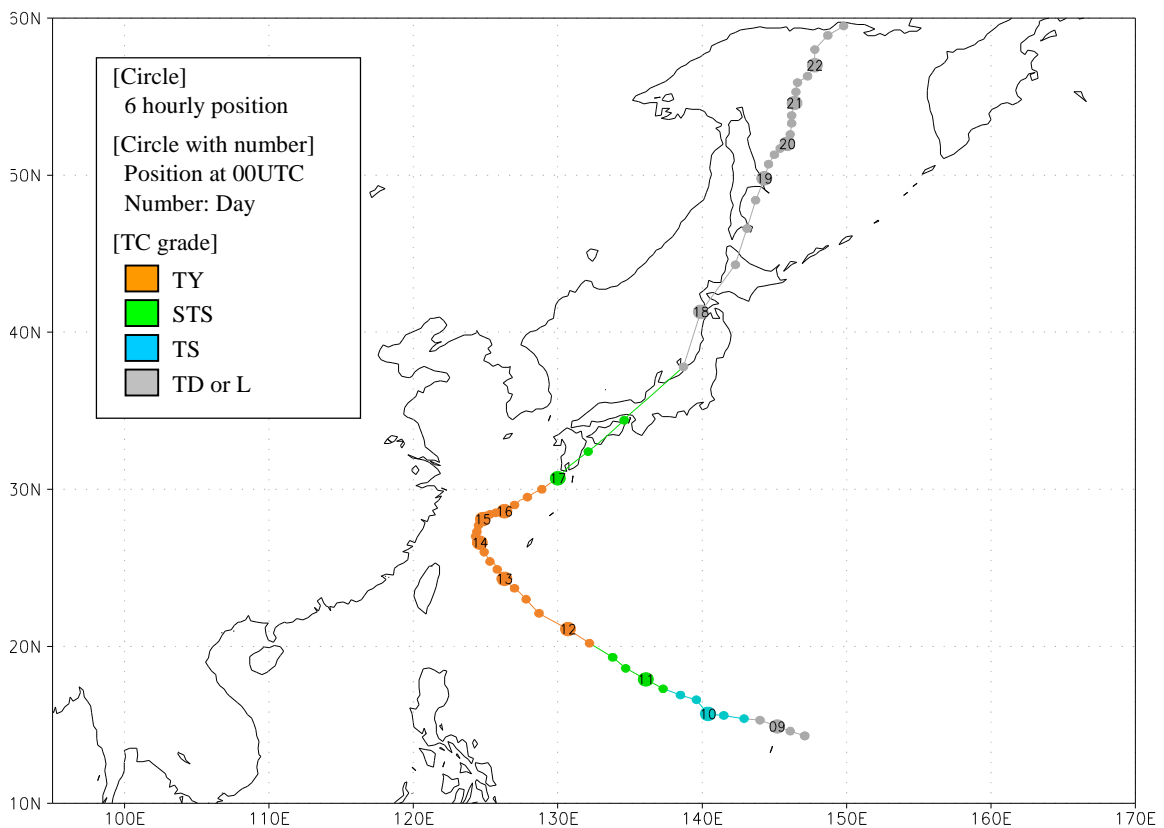 60N
[Circle]
6 hourly position
[Circle with number]
Position at 00UTC
Number: Day
[TC grade]
TY
STS
TS
TD or L
22
21
20
50N
19
18
40N
17
30N
16
15
14
13
12
20N
11
10
09
10N
100E 110E 120E 130E 140E 150E 160E 170E